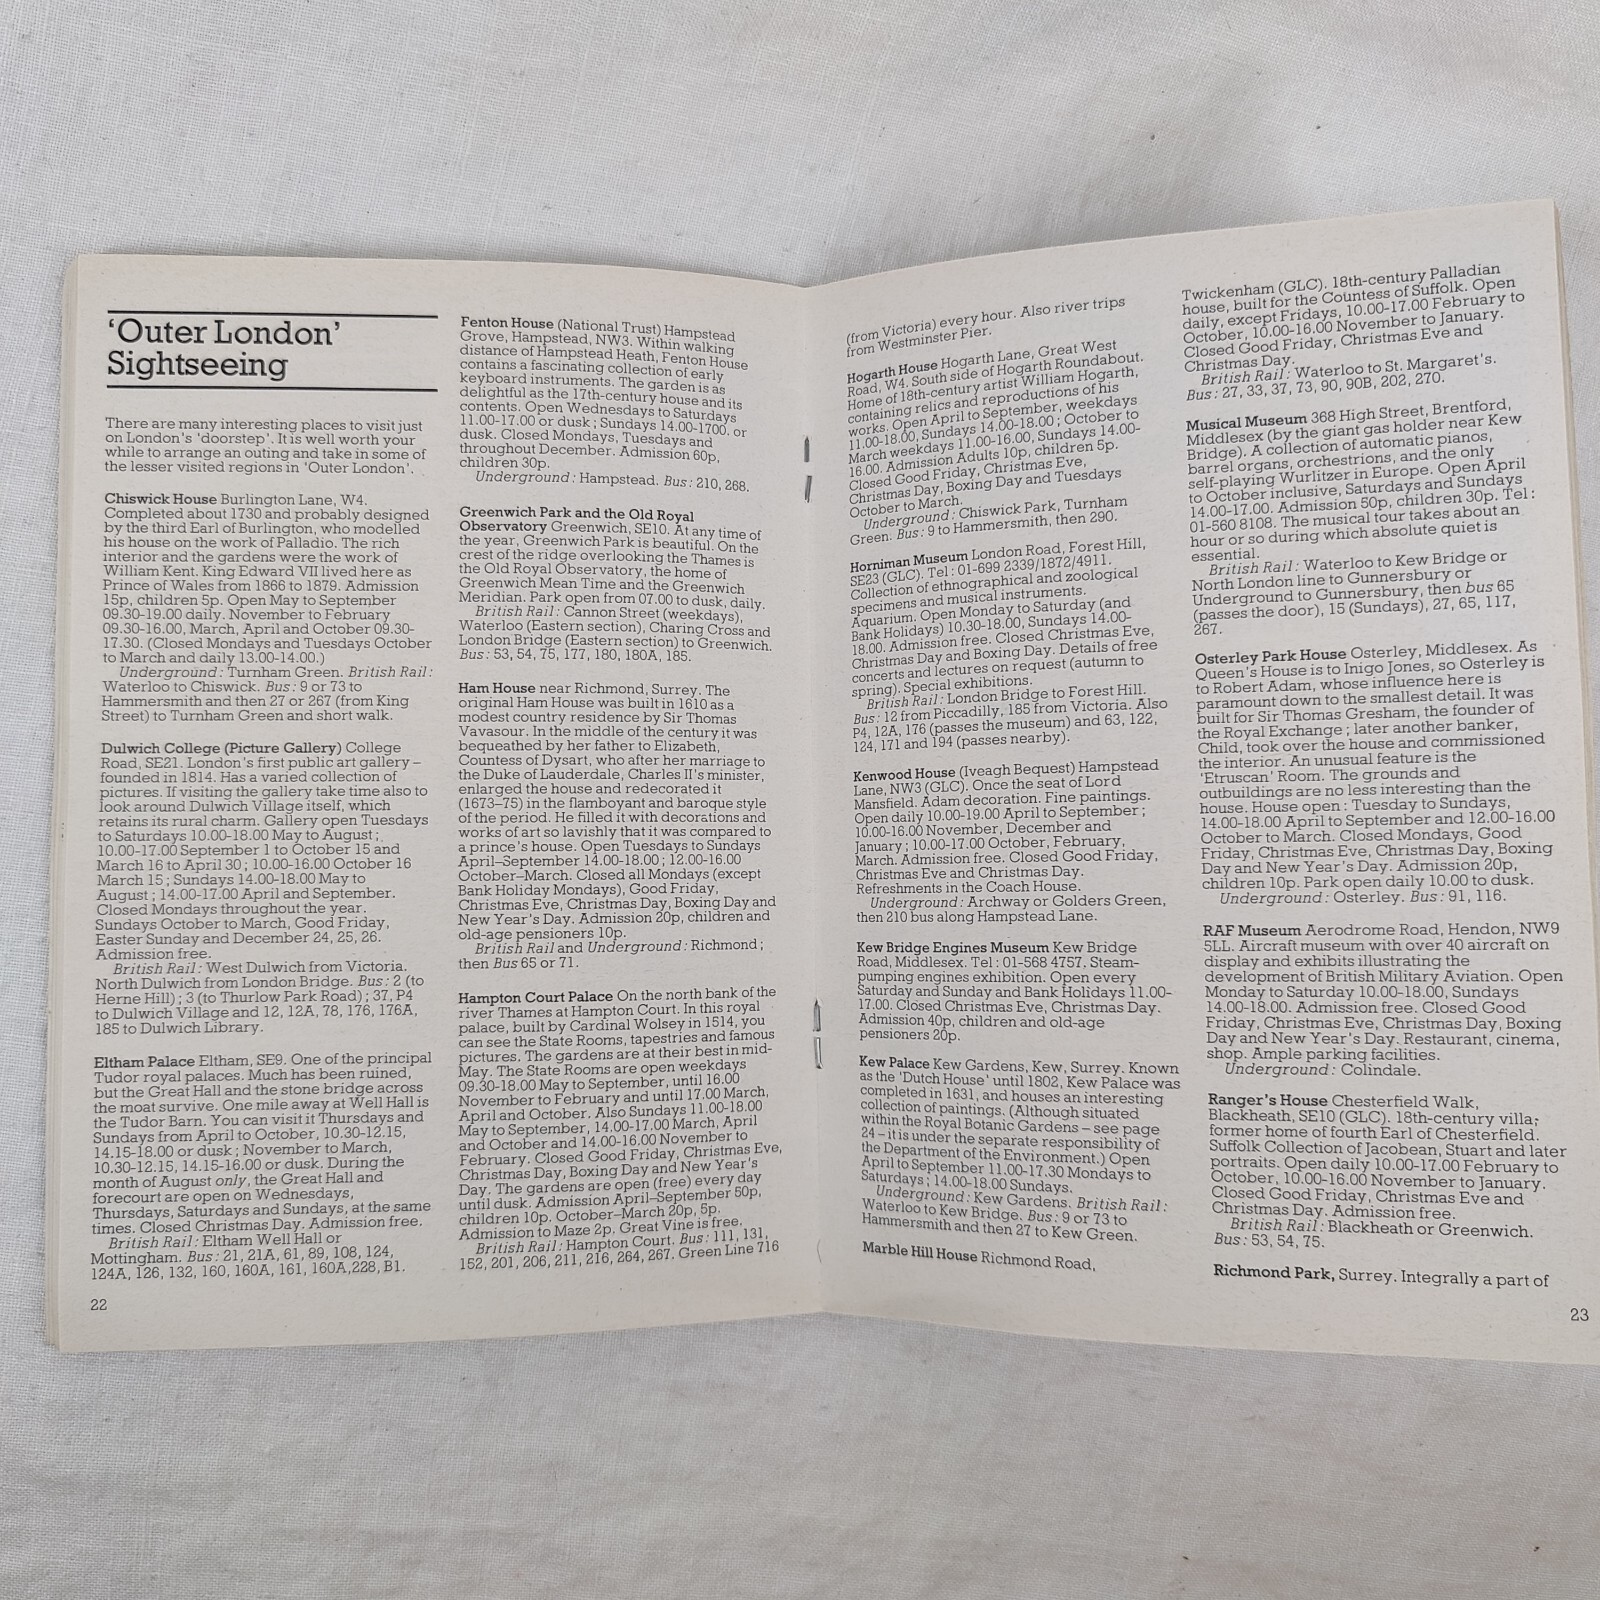 'Outer London'
Sightseeing
There are many interesting places to visit just
on London's 'doorstep'. It is well worth your
while to arrange an outing and take in some of
the lesser visited regions in 'Outer London'.
Chiswick House Burlington Lane, W4.
Completed about 1730 and probably designed
by the third Earl of Burlington, who modelled
his house on the work of Palladio. The rich
interior and the gardens were the work of
William Kent. King Edward VII lived here as
Prince of Wales from 1866 to 1879. Admission
15p, children 5p. Open May to September
09.30-19.00 daily. November to February
09.30-16.00, March, April and October 09.30-
17.30. (Closed Mondays and Tuesdays October
to March and daily 13.00-14.00.)
Underground: Turnham Green. British Rail:
Waterloo to Chiswick. Bus: 9 or 73 to
Hammersmith and then 27 or 267 (from King
Street) to Turnham Green and short walk.
Dulwich College (Picture Gallery) College
Road, SE21. London's first public art gallery –
founded in 1814. Has a varied collection of
pictures. If visiting the gallery take time also to
look around Dulwich Village itself, which
retains its rural charm. Gallery open Tuesdays
to Saturdays 10.00-18.00 May to August;
10.00-17.00 September 1 to October 15 and
March 16 to April 30; 10.00-16.00 October 16
March 15; Sundays 14.00-18.00 May to
August; 14.00-17.00 April and September.
Closed Mondays throughout the year.
Sundays October to March, Good Friday,
Easter Sunday and December 24, 25, 26.
Admission free.
British Rail: West Dulwich from Victoria.
North Dulwich from London Bridge. Bus: 2 (to
Herne Hill); 3 (to Thurlow Park Road); 37, P4
to Dulwich Village and 12, 12A, 78, 176, 176A,
185 to Dulwich Library.
Eltham Palace Eltham, SE9. One of the principal
Tudor royal palaces. Much has been ruined,
but the Great Hall and the stone bridge across
the moat survive. One mile away at Well Hall is
the Tudor Barn. You can visit it Thursdays and
Sundays from April to October, 10.30-12.15,
14.15-18.00 or dusk; November to March,
10.30-12.15, 14.15-16.00 or dusk. During the
month of August only, the Great Hall and
forecourt are open on Wednesdays,
Thursdays, Saturdays and Sundays, at the same
times. Closed Christmas Day. Admission free.
British Rail: Eltham Well Hall or
Mottingham. Bus: 21, 21A, 61, 89, 108, 124,
124A, 126, 132, 160, 160A, 161, 160A,228, B1.
22
Fenton House (National Trust) Hampstead
Grove, Hampstead, NW3. Within walking
distance of Hampstead Heath, Fenton House
contains a fascinating collection of early
keyboard instruments. The garden is as
delightful as the 17th-century house and its
contents. Open Wednesdays to Saturdays
11.00-17.00 or dusk; Sundays 14.00-1700. or
dusk. Closed Mondays, Tuesdays and
throughout December. Admission 60p,
children 30p.
Underground: Hampstead. Bus: 210, 268.
Greenwich Park and the Old Royal
Observatory Greenwich, SE10. At any time of
the year, Greenwich Park is beautiful. On the
crest of the ridge overlooking the Thames is
the Old Royal Observatory, the home of
Greenwich Mean Time and the Greenwich
Meridian. Park open from 07.00 to dusk, daily.
British Rail: Cannon Street (weekdays),
Waterloo (Eastern section), Charing Cross and
London Bridge (Eastern section) to Greenwich.
Bus: 53, 54, 75, 177, 180, 180A, 185.
Ham House near Richmond, Surrey. The
original Ham House was built in 1610 as a
modest country residence by Sir Thomas
Vavasour. In the middle of the century it was
bequeathed by her father to Elizabeth,
Countess of Dysart, who after her marriage to
the Duke of Lauderdale, Charles II's minister,
enlarged the house and redecorated it
(1673–75) in the flamboyant and baroque style
of the period. He filled it with decorations and
works of art so lavishly that it was compared to
a prince's house. Open Tuesdays to Sundays
April–September 14.00-18.00; 12.00-16.00
October–March. Closed all Mondays (except
Bank Holiday Mondays), Good Friday,
Christmas Eve, Christmas Day, Boxing Day and
New Year's Day. Admission 20p, children and
old-age pensioners 10p.
British Rail and Underground: Richmond;
then Bus 65 or 71.
Hampton Court Palace On the north bank of the
river Thames at Hampton Court. In this royal
palace, built by Cardinal Wolsey in 1514, you
can see the State Rooms, tapestries and famous
pictures. The gardens are at their best in mid-
May. The State Rooms are open weekdays
09.30-18.00 May to September, until 16.00
November to February and until 17.00 March,
April and October. Also Sundays 11.00-18.00
May to September, 14.00-17.00 March, April
and October and 14.00-16.00 November to
February. Closed Good Friday, Christmas Eve,
Christmas Day, Boxing Day and New Year's
Day. The gardens are open (free) every day
until dusk. Admission April–September 50p,
children 10p. October–March 20p, 5p.
Admission to Maze 2p. Great Vine is free.
British Rail: Hampton Court. Bus: 111, 131,
152, 201, 206, 211, 216, 264, 267. Green Line 716
(from Victoria) every hour. Also river trips
from Westminster Pier.
Hogarth House Hogarth Lane, Great West
Road, W4. South side of Hogarth Roundabout.
Home of 18th-century artist William Hogarth,
containing relics and reproductions of his
works. Open April to September, weekdays
11.00-18.00, Sundays 14.00-18.00; October to
March weekdays 11.00-16.00, Sundays 14.00-
16.00. Admission Adults 10p, children 5p.
Closed Good Friday, Christmas Eve,
Christmas Day, Boxing Day and Tuesdays
October to March.
Underground: Chiswick Park, Turnham
Green. Bus: 9 to Hammersmith, then 290.
Horniman Museum London Road, Forest Hill,
SE23 (GLC). Tel: 01-699 2339/1872/4911.
Collection of ethnographical and zoological
specimens and musical instruments.
Aquarium. Open Monday to Saturday (and
Bank Holidays) 10.30-18.00, Sundays 14.00-
18.00. Admission free. Closed Christmas Eve,
Christmas Day and Boxing Day. Details of free
concerts and lectures on request (autumn to
spring). Special exhibitions.
British Rail: London Bridge to Forest Hill.
Bus: 12 from Piccadilly, 185 from Victoria. Also
P4, 12A, 176 (passes the museum) and 63, 122,
124, 171 and 194 (passes nearby).
Kenwood House (Iveagh Bequest) Hampstead
Lane, NW3 (GLC). Once the seat of Lord
Mansfield. Adam decoration. Fine paintings.
Open daily 10.00-19.00 April to September;
10.00-16.00 November, December and
January; 10.00-17.00 October, February,
March. Admission free. Closed Good Friday,
Christmas Eve and Christmas Day.
Refreshments in the Coach House.
Underground: Archway or Golders Green,
then 210 bus along Hampstead Lane.
Kew Bridge Engines Museum Kew Bridge
Road, Middlesex. Tel: 01-568 4757, Steam-
pumping engines exhibition. Open every
Saturday and Sunday and Bank Holidays 11.00-
17.00. Closed Christmas Eve, Christmas Day.
Admission 40p, children and old-age
pensioners 20p.
Kew Palace Kew Gardens, Kew, Surrey. Known
as the 'Dutch House' until 1802, Kew Palace was
completed in 1631, and houses an interesting
collection of paintings. (Although situated
within the Royal Botanic Gardens – see page
24 – it is under the separate responsibility of
the Department of the Environment.) Open
April to September 11.00-17.30 Mondays to
Saturdays; 14.00-18.00 Sundays.
Underground: Kew Gardens. British Rail:
Waterloo to Kew Bridge. Bus: 9 or 73 to
Hammersmith and then 27 to Kew Green.
Marble Hill House Richmond Road,
Twickenham (GLC). 18th-century Palladian
house, built for the Countess of Suffolk. Open
daily, except Fridays, 10.00-17.00 February to
October, 10.00-16.00 November to January.
Closed Good Friday, Christmas Eve and
Christmas Day.
British Rail: Waterloo to St. Margaret's.
Bus: 27, 33, 37, 73, 90, 90B, 202, 270.
Musical Museum 368 High Street, Brentford,
Middlesex (by the giant gas holder near Kew
Bridge). A collection of automatic pianos,
barrel organs, orchestrions, and the only
self-playing Wurlitzer in Europe. Open April
to October inclusive, Saturdays and Sundays
14.00-17.00. Admission 50p, children 30p. Tel:
01-560 8108. The musical tour takes about an
hour or so during which absolute quiet is
essential.
British Rail: Waterloo to Kew Bridge or
North London line to Gunnersbury or
Underground to Gunnersbury, then bus 65
(passes the door), 15 (Sundays), 27, 65, 117,
267.
Osterley Park House Osterley, Middlesex. As
Queen's House is to Inigo Jones, so Osterley is
to Robert Adam, whose influence here is
paramount down to the smallest detail. It was
built for Sir Thomas Gresham, the founder of
the Royal Exchange; later another banker,
Child, took over the house and commissioned
the interior. An unusual feature is the
'Etruscan' Room. The grounds and
outbuildings are no less interesting than the
house. House open: Tuesday to Sundays,
14.00-18.00 April to September and 12.00-16.00
October to March. Closed Mondays, Good
Friday, Christmas Eve, Christmas Day, Boxing
Day and New Year's Day. Admission 20p,
children 10p. Park open daily 10.00 to dusk.
Underground: Osterley. Bus: 91, 116.
RAF Museum Aerodrome Road, Hendon, NW9
5LL. Aircraft museum with over 40 aircraft on
display and exhibits illustrating the
development of British Military Aviation. Open
Monday to Saturday 10.00-18.00, Sundays
14.00-18.00. Admission free. Closed Good
Friday, Christmas Eve, Christmas Day, Boxing
Day and New Year's Day. Restaurant, cinema,
shop. Ample parking facilities.
Underground: Colindale.
Ranger's House Chesterfield Walk,
Blackheath, SE10 (GLC). 18th-century villa;
former home of fourth Earl of Chesterfield.
Suffolk Collection of Jacobean, Stuart and later
portraits. Open daily 10.00-17.00 February to
October, 10.00-16.00 November to January.
Closed Good Friday, Christmas Eve and
Christmas Day. Admission free.
British Rail: Blackheath or Greenwich.
Bus: 53, 54, 75.
Richmond Park, Surrey. Integrally a part of
23